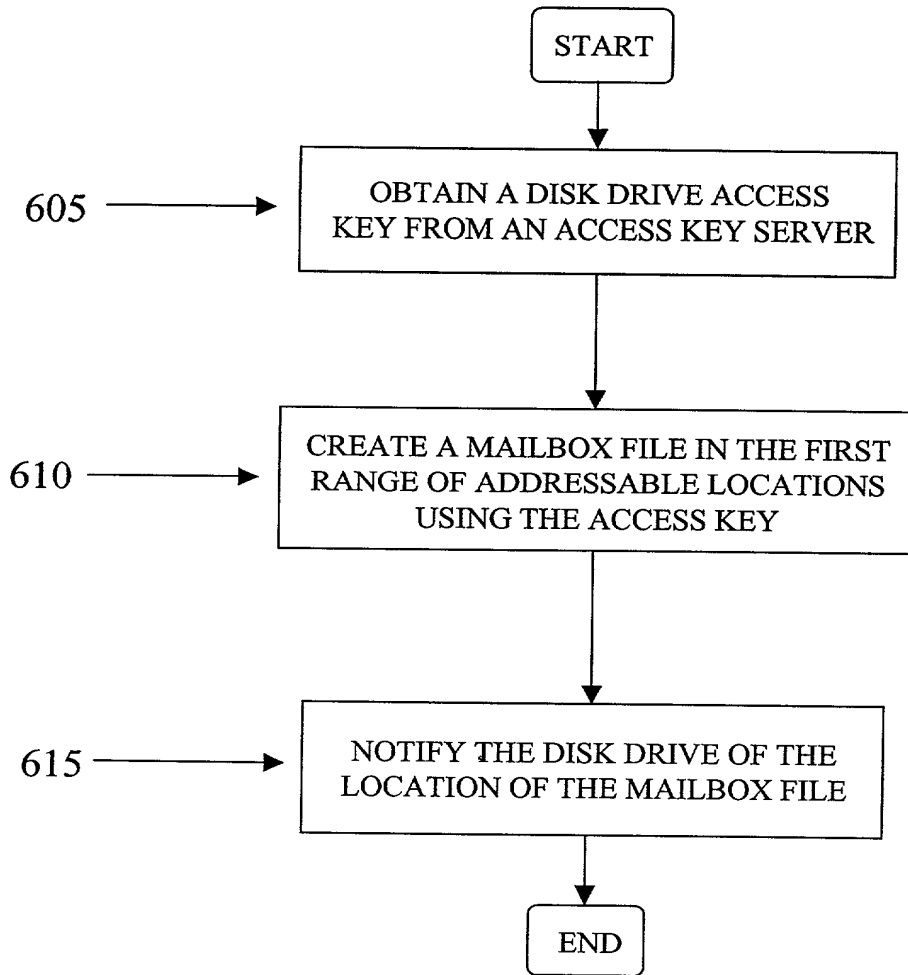 START
605
OBTAIN A DISK DRIVE ACCESS
KEY FROM AN ACCESS KEY SERVER
610
CREATE A MAILBOX FILE IN THE FIRST
RANGE OF ADDRESSABLE LOCATIONS
USING THE ACCESS KEY
615
NOTIFY THE DISK DRIVE OF THE
LOCATION OF THE MAILBOX FILE
END